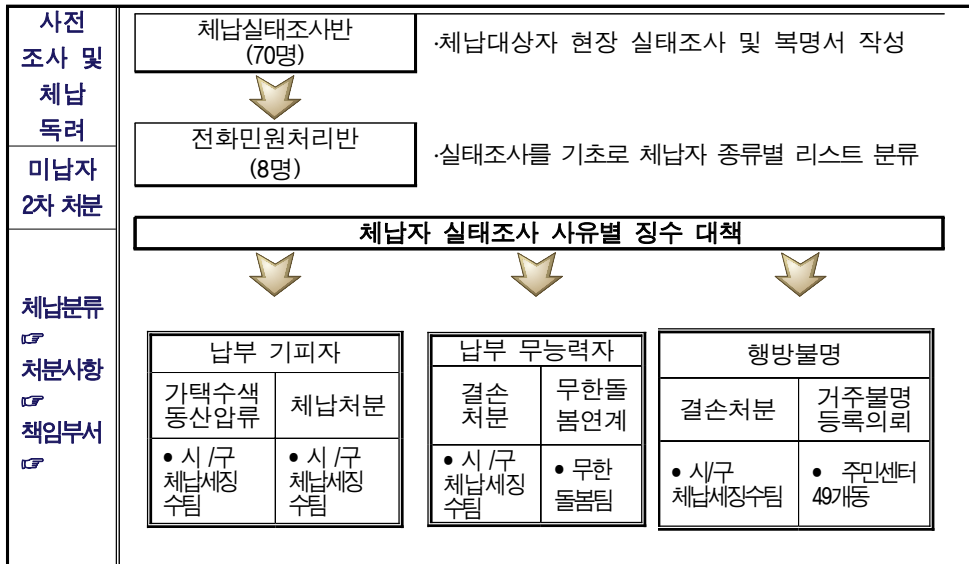 사전
조사 및
체납
독려
체납실태조사반
(70명)
·체납대상자 현장 실태조사 및 복명서 작성
전화민원처리반
(8명)
·실태조사를 기초로 체납자 종류별 리스트 분류
미납자
2차 처분
체납자 실태조사 사유별 징수 대책
체납분류
☞
처분사항
☞
책임부서
☞
납부 기피자
가택수색
동산압류
체납처분
• 시 /구
체납세징
수팀
• 시 /구
체납세징
수팀
납부 무능력자
결손
처분
무한돌
봄연계
• 시 /구
체납세징
수팀
• 무한
돌봄팀
행방불명
결손처분
거주불명
등록의뢰
• 시/구
체납세징수팀
• 주민센터
49개동